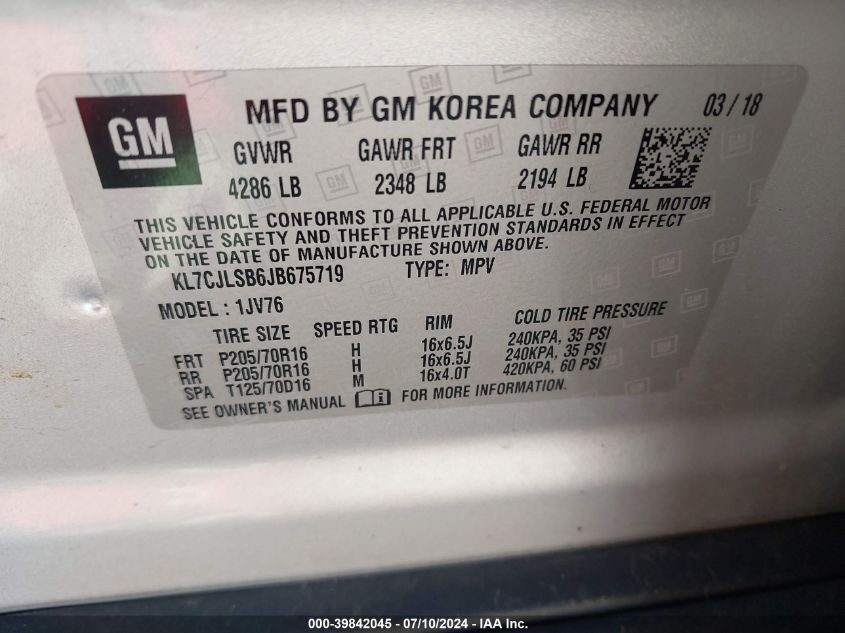 GM
MFD BY GM KOREA COMPANY 03/18
GVWR GAWR FRT GAWR RR
4286 LB 2348 LB 2194 LB
THIS VEHICLE CONFORMS TO ALL APPLICABLE U.S. FEDERAL MOTOR
VEHICLE SAFETY AND THEFT PREVENTION STANDARDS IN EFFECT
ON THE DATE OF MANUFACTURE SHOWN ABOVE.
KL7CJLSB6JB675719 TYPE: MPV
MODEL : 1JV76
TIRE SIZE SPEED RTG RIM COLD TIRE PRESSURE
FRT P205/70R16 H 16x6.5J 240KPA, 35 PSI
RR P205/70R16 H 16x6.5J 240KPA, 35 PSI
SPA T125/70D16 M 16x4.0T 420KPA, 60 PSI
SEE OWNER'S MANUAL FOR MORE INFORMATION.
000-39842045 - 07/10/2024 - IAA Inc.